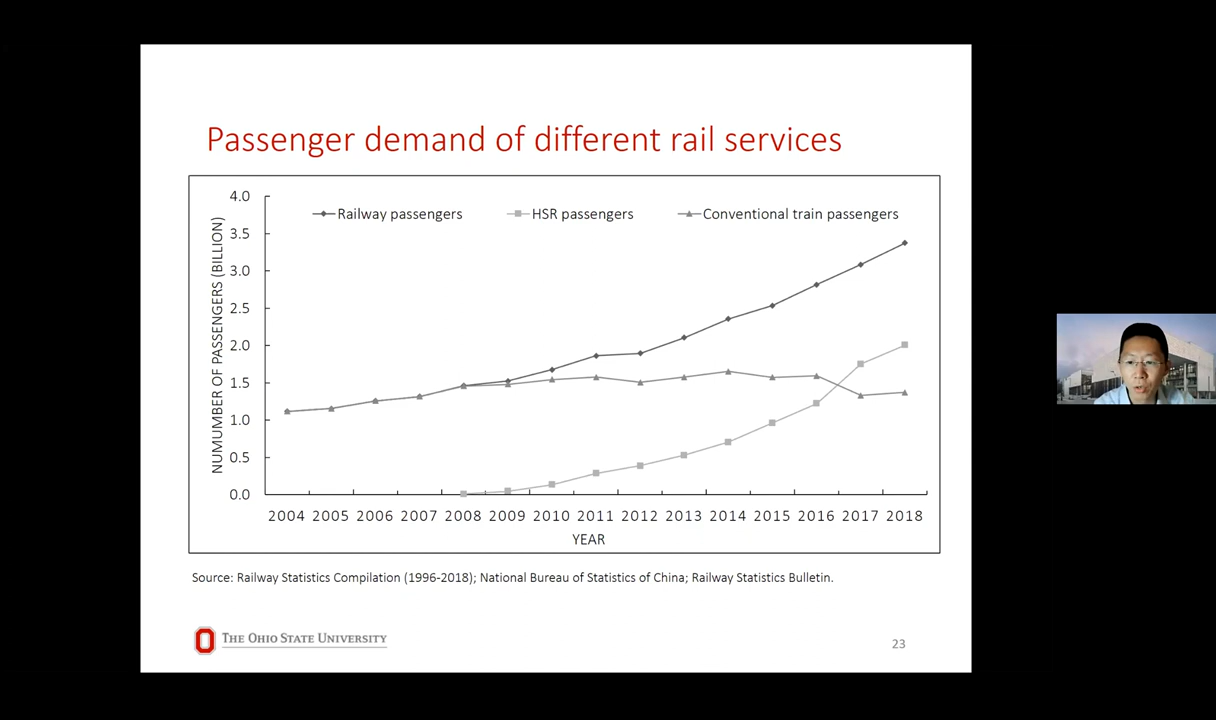 Passenger demand of different rail services
4.0
3.5
3.0
2.5
2.0
1.5
1.0
0.5
0.0
NUMUMBER OF PASSENGERS (BILLION)
Railway passengers HSR passengers Conventional train passengers
2004 2005 2006 2007 2008 2009 2010 2011 2012 2013 2014 2015 2016 2017 2018
YEAR
Source: Railway Statistics Compilation (1996-2018); National Bureau of Statistics of China; Railway Statistics Bulletin.
THE OHIO STATE UNIVERSITY
23